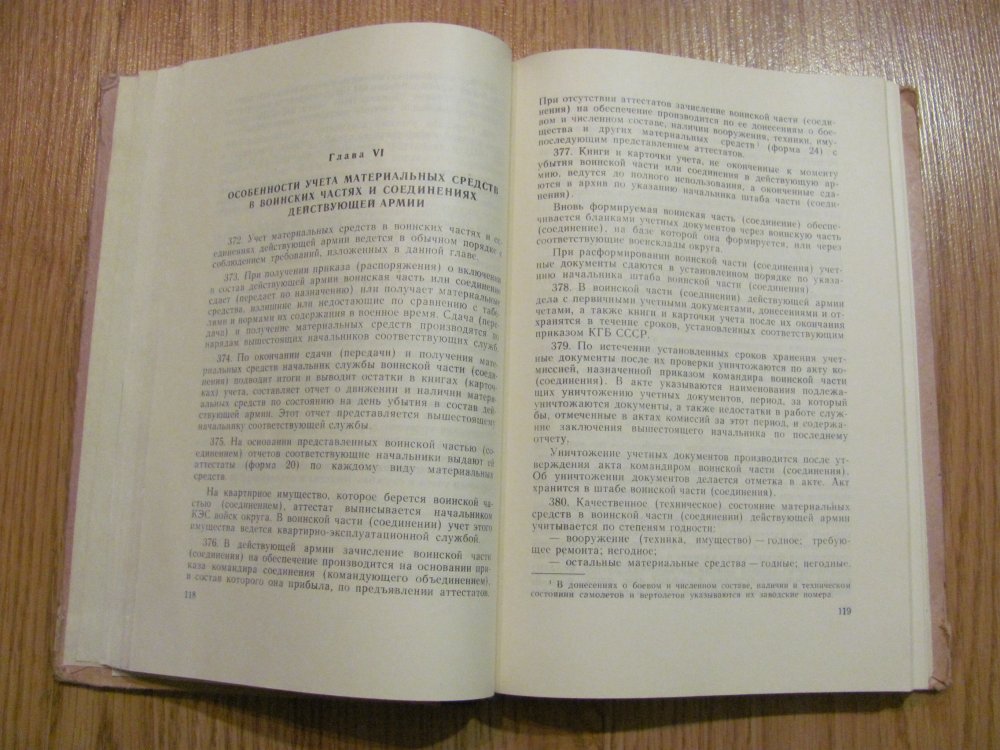 Глава VI
ОСОБЕННОСТИ УЧЕТА МАТЕРИАЛЬНЫХ СРЕДСТВ
В ВОИНСКИХ ЧАСТЯХ И СОЕДИНЕНИЯХ
ДЕЙСТВУЮЩЕЙ АРМИИ
372. Учет материальных средств в воинских частях и со-
единениях действующей армии ведется в обычном порядке с
соблюдением требований, изложенных в данной главе.
373. При получении приказа (распоряжения) о включении
в состав действующей армии воинская часть или соединение
сдает (передает по назначению) или получает материальные
средства, излишние или недостающие по сравнению с табе-
лями и нормами их содержания в военное время. Сдача (пере-
дача) и получение материальных средств производятся по
нарядам вышестоящих начальников соответствующих служб.
374. По окончании сдачи (передачи) и получения мате-
риальных средств начальник службы воинской части (соеди-
нения) подводит итоги и выводит остатки в книгах (карточ-
ках) учета, составляет отчет о движении и наличии матери-
альных средств по состоянию на день убытия в состав дей-
ствующей армии. Этот отчет представляется вышестоящему
начальнику соответствующей службы.
375. На основании представленных воинской частью (со-
единением) отчетов соответствующие начальники выдают ей
аттестаты (форма 20) по каждому виду материальных
средств.
На квартирное имущество, которое берется воинской ча-
стью (соединением), аттестат выписывается начальником
КЭС войск округа. В воинской части (соединении) учет этого
имущества ведется квартирно-эксплуатационной службой.
376. В действующей армии зачисление воинской части
(соединения) на обеспечение производится на основании при-
каза командира соединения (командующего объединением),
в состав которого она прибыла, по предъявлении аттестатов.
118
При отсутствии аттестатов зачисление воинской части (соеди-
нения) на обеспечение производится по ее донесениям о бое-
вом и численном составе, наличии вооружения, техники, иму-
щества и других материальных средств¹ (форма 24) с
последующим представлением аттестатов.
377. Книги и карточки учета, не оконченные к моменту
убытия воинской части или соединения в действующую ар-
мию, ведутся до полного использования, а оконченные сда-
ются в архив по указанию начальника штаба части (соеди-
нения).
Вновь формируемая воинская часть (соединение) обеспе-
чивается бланками учетных документов через воинскую часть
(соединение), на базе которой она формируется, или через
соответствующие военсклады округа.
При расформировании воинской части (соединения) учет-
ные документы сдаются в установленном порядке по указа-
нию начальника штаба воинской части (соединения).
378. В воинской части (соединении) действующей армии
дела с первичными учетными документами, донесениями и от-
четами, а также книги и карточки учета после их окончания
хранятся в течение сроков, установленных соответствующим
приказом КГБ СССР.
379. По истечении установленных сроков хранения учет-
ные документы после их проверки уничтожаются по акту ко-
миссией, назначенной приказом командира воинской части
(соединения). В акте указываются наименования подлежа-
щих уничтожению учетных документов, период, за который
уничтожаются документы, а также недостатки в работе служ-
бы, отмеченные в актах комиссий за этот период, и содержа-
ние заключения вышестоящего начальника по последнему
отчету.
Уничтожение учетных документов производится после ут-
верждения акта командиром воинской части (соединения).
Об уничтожении документов делается отметка в акте. Акт
хранится в штабе воинской части (соединения).
380. Качественное (техническое) состояние материальных
средств в воинской части (соединении) действующей армии
учитывается по степеням годности:
— вооружение (техника, имущество) — годное; требую-
щее ремонта; негодное;
— остальные материальные средства — годные; негодные.
¹ В донесениях о боевом и численном составе, наличии и техническом
состоянии самолетов и вертолетов указываются их заводские номера.
119